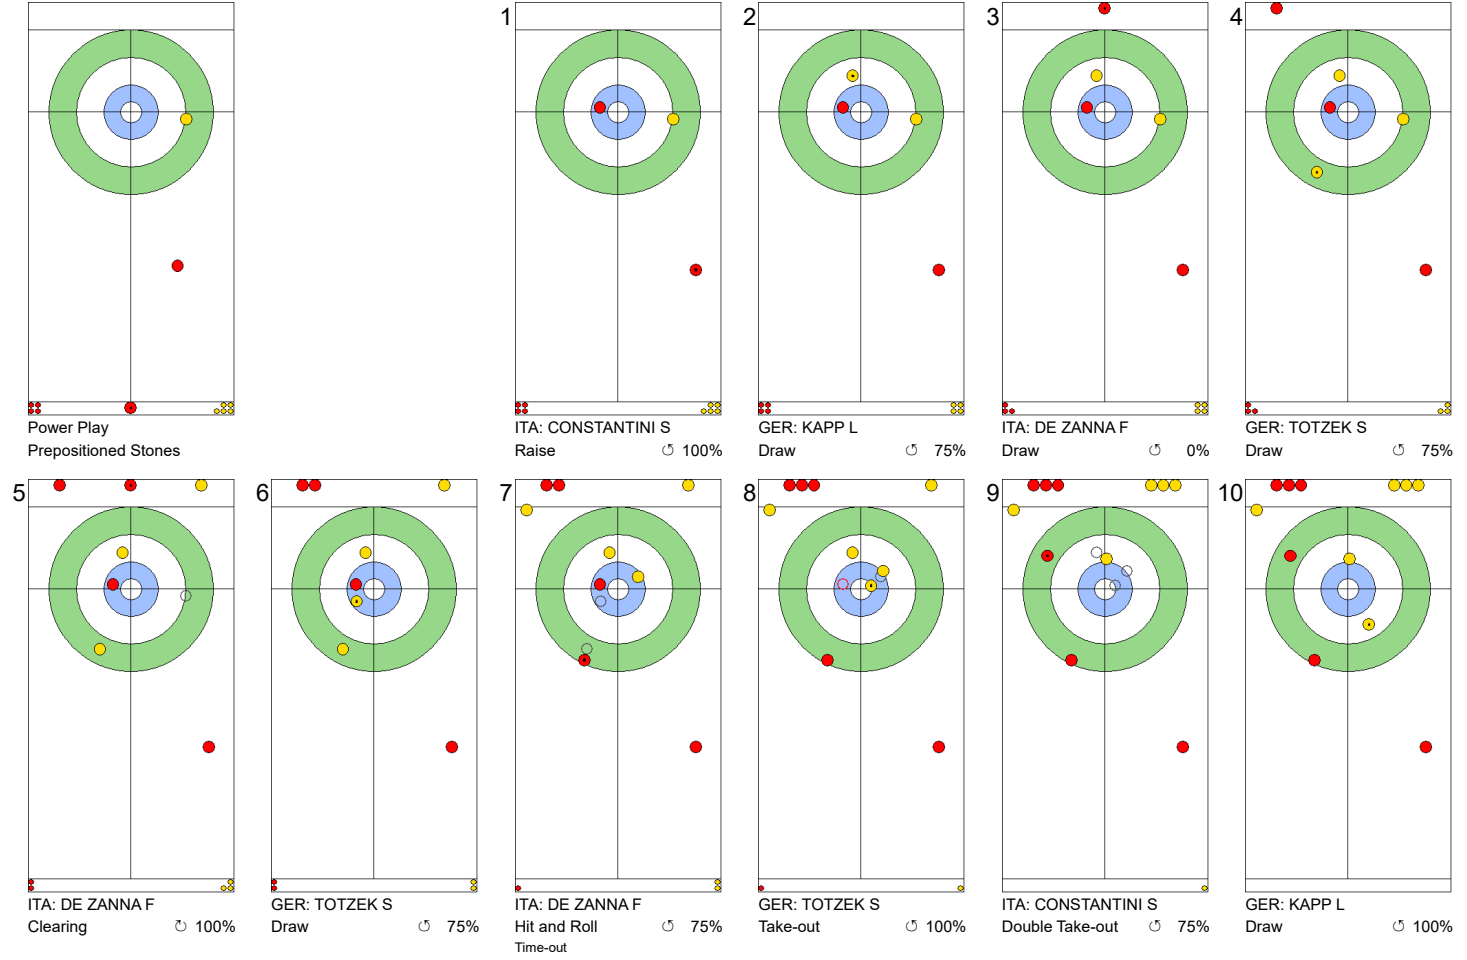 Power Play
Prepositioned Stones
1
ITA: CONSTANTINI S
Raise 100%
2
GER: KAPP L
Draw 75%
3
ITA: DE ZANNA F
Draw 0%
4
GER: TOTZEK S
Draw 75%
5
ITA: DE ZANNA F
Clearing 100%
6
GER: TOTZEK S
Draw 75%
7
ITA: DE ZANNA F
Hit and Roll 75%
Time-out
8
GER: TOTZEK S
Take-out 100%
9
ITA: CONSTANTINI S
Double Take-out 75%
10
GER: KAPP L
Draw 100%